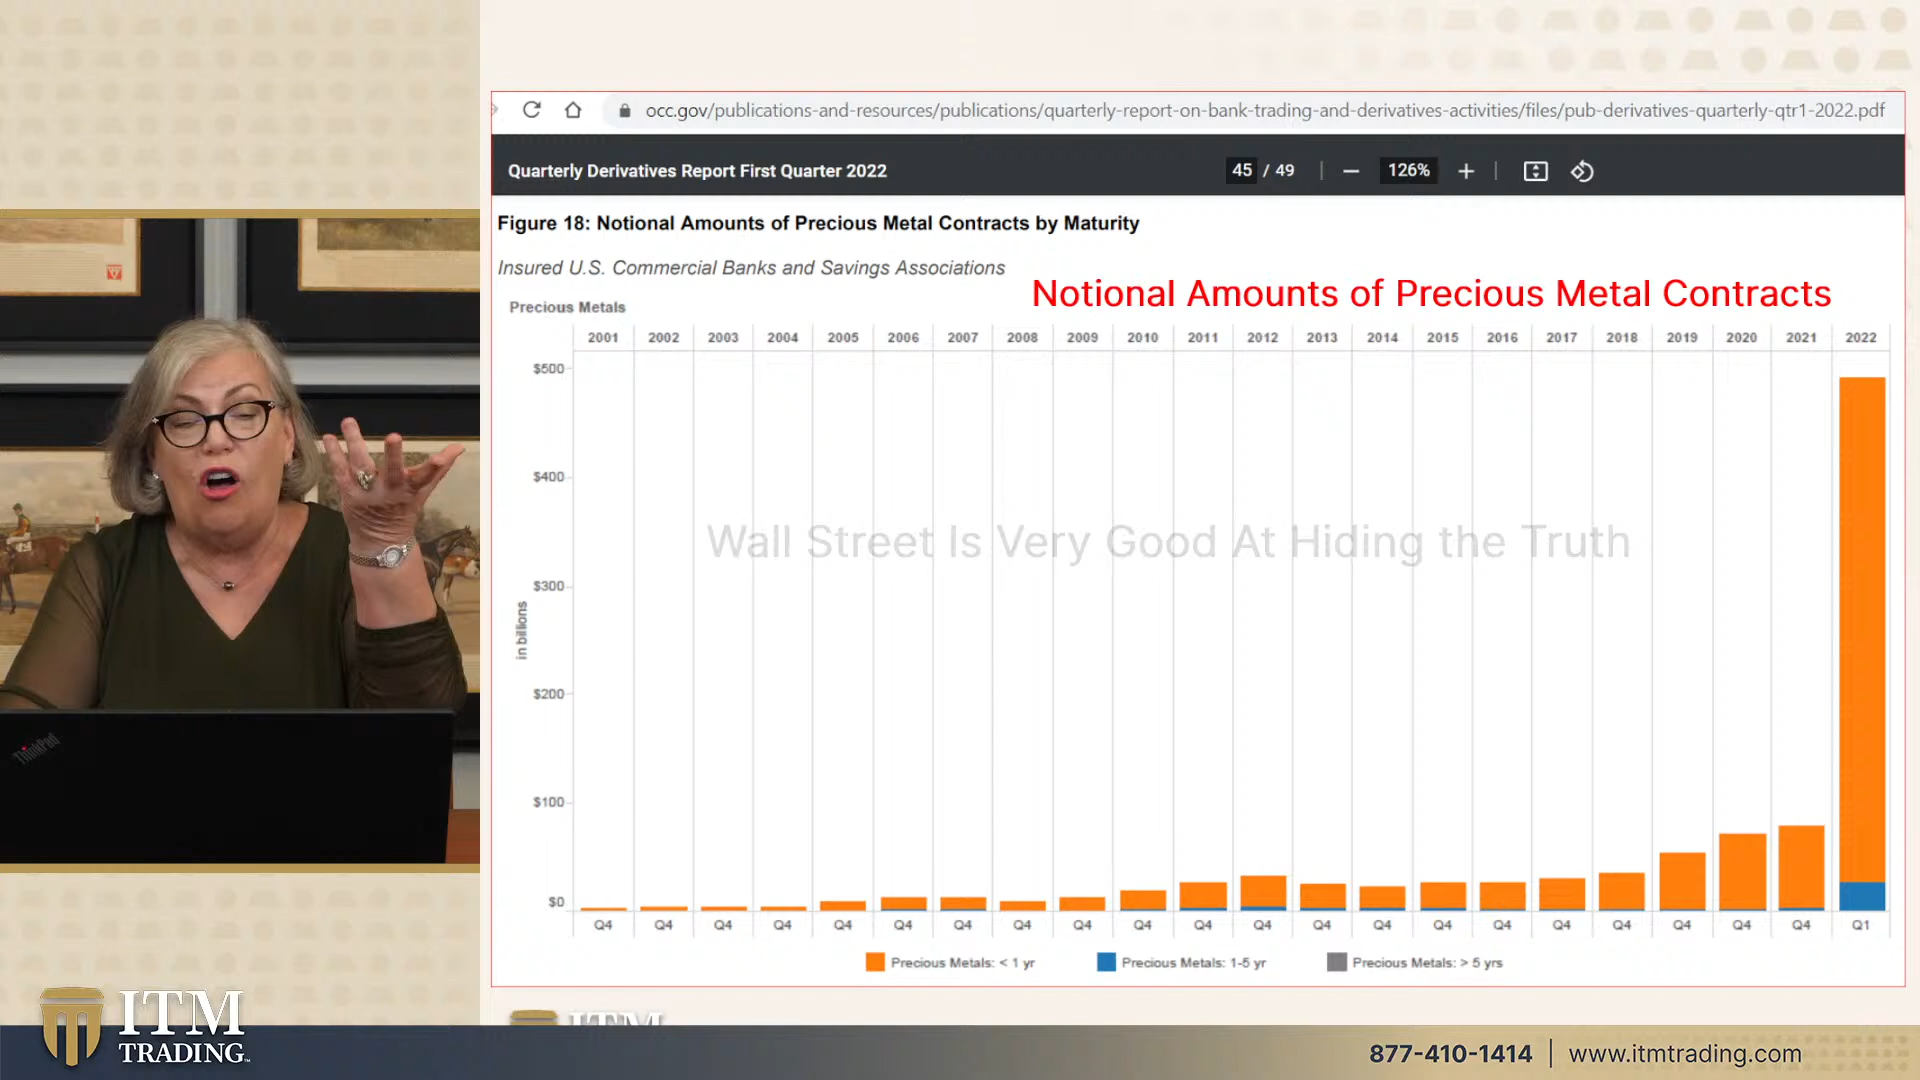 occ.gov/publications-and-resources/publications/quarterly-report-on-bank-trading-and-derivatives-activities/files/pub-derivatives-quarterly-qtr1-2022.pdf
Quarterly Derivatives Report First Quarter 2022
45 / 49
126%
Figure 18: Notional Amounts of Precious Metal Contracts by Maturity
Insured U.S. Commercial Banks and Savings Associations
Notional Amounts of Precious Metal Contracts
Precious Metals
2001 2002 2003 2004 2005 2006 2007 2008 2009 2010 2011 2012 2013 2014 2015 2016 2017 2018 2019 2020 2021 2022
$500
$400
Wall Street Is Very Good At Hiding the Truth
$300
in billions
$200
$100
$0
Q4 Q4 Q4 Q4 Q4 Q4 Q4 Q4 Q4 Q4 Q4 Q4 Q4 Q4 Q4 Q4 Q4 Q4 Q4 Q4 Q4 Q1
Precious Metals: < 1 yr
Precious Metals: 1-5 yr
Precious Metals: > 5 yrs
ThinkPad
ITM
TRADING
ITM
877-410-1414 | www.itmtrading.com